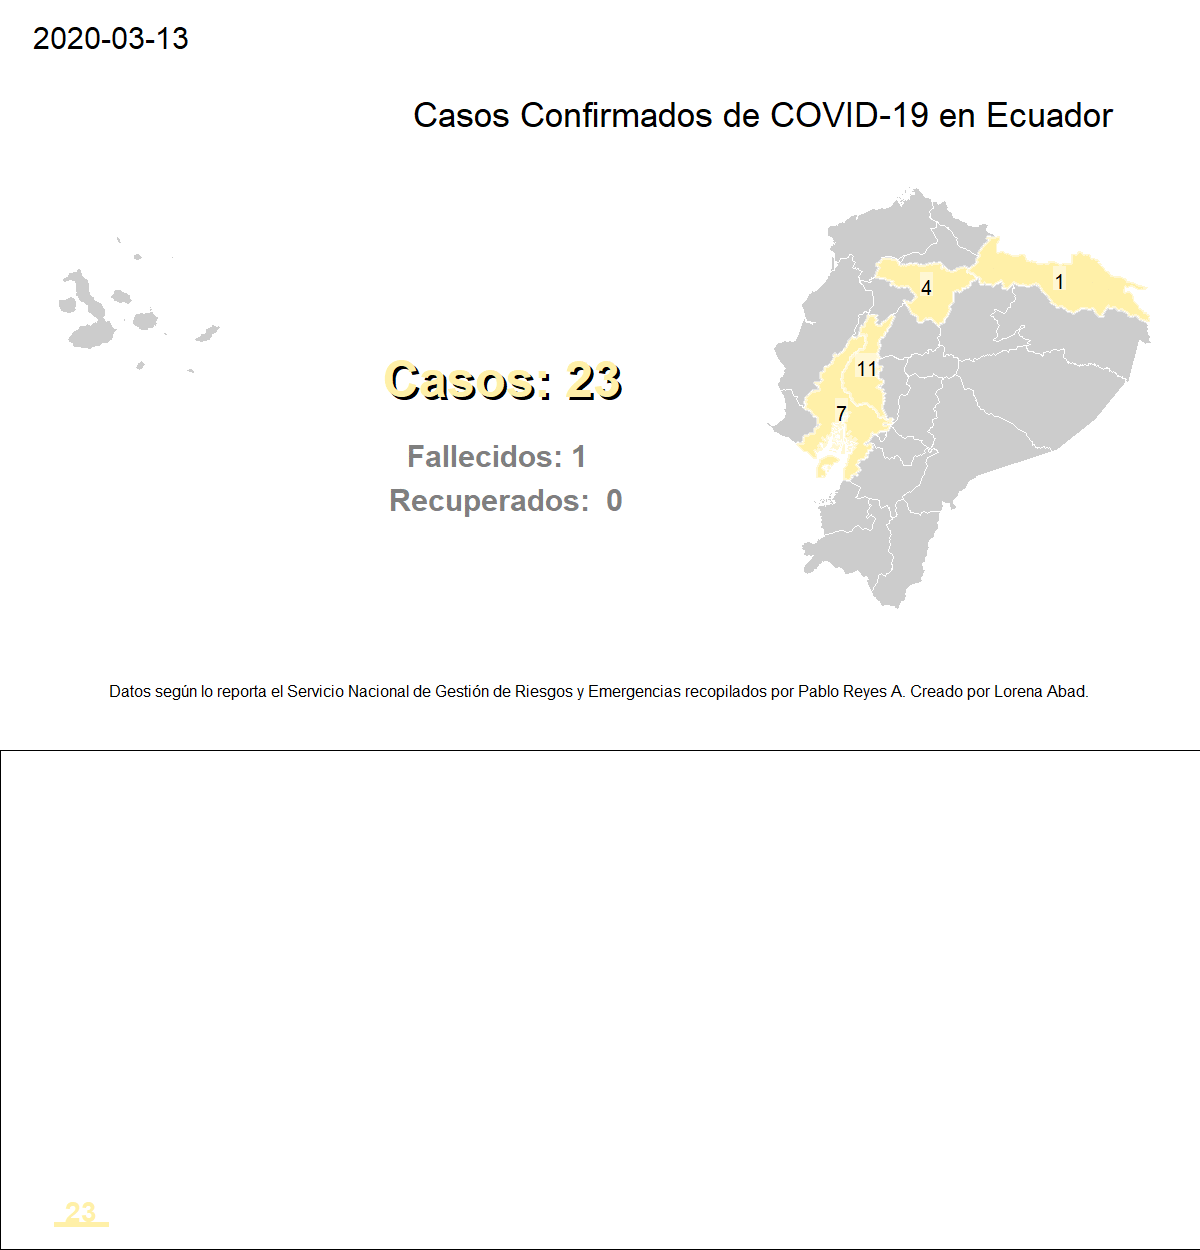 2020-03-13
Casos Confirmados de COVID-19 en Ecuador
4
1
11
7
Casos: 23
Fallecidos: 1
Recuperados: 0
Datos según lo reporta el Servicio Nacional de Gestión de Riesgos y Emergencias recopilados por Pablo Reyes A. Creado por Lorena Abad.
23